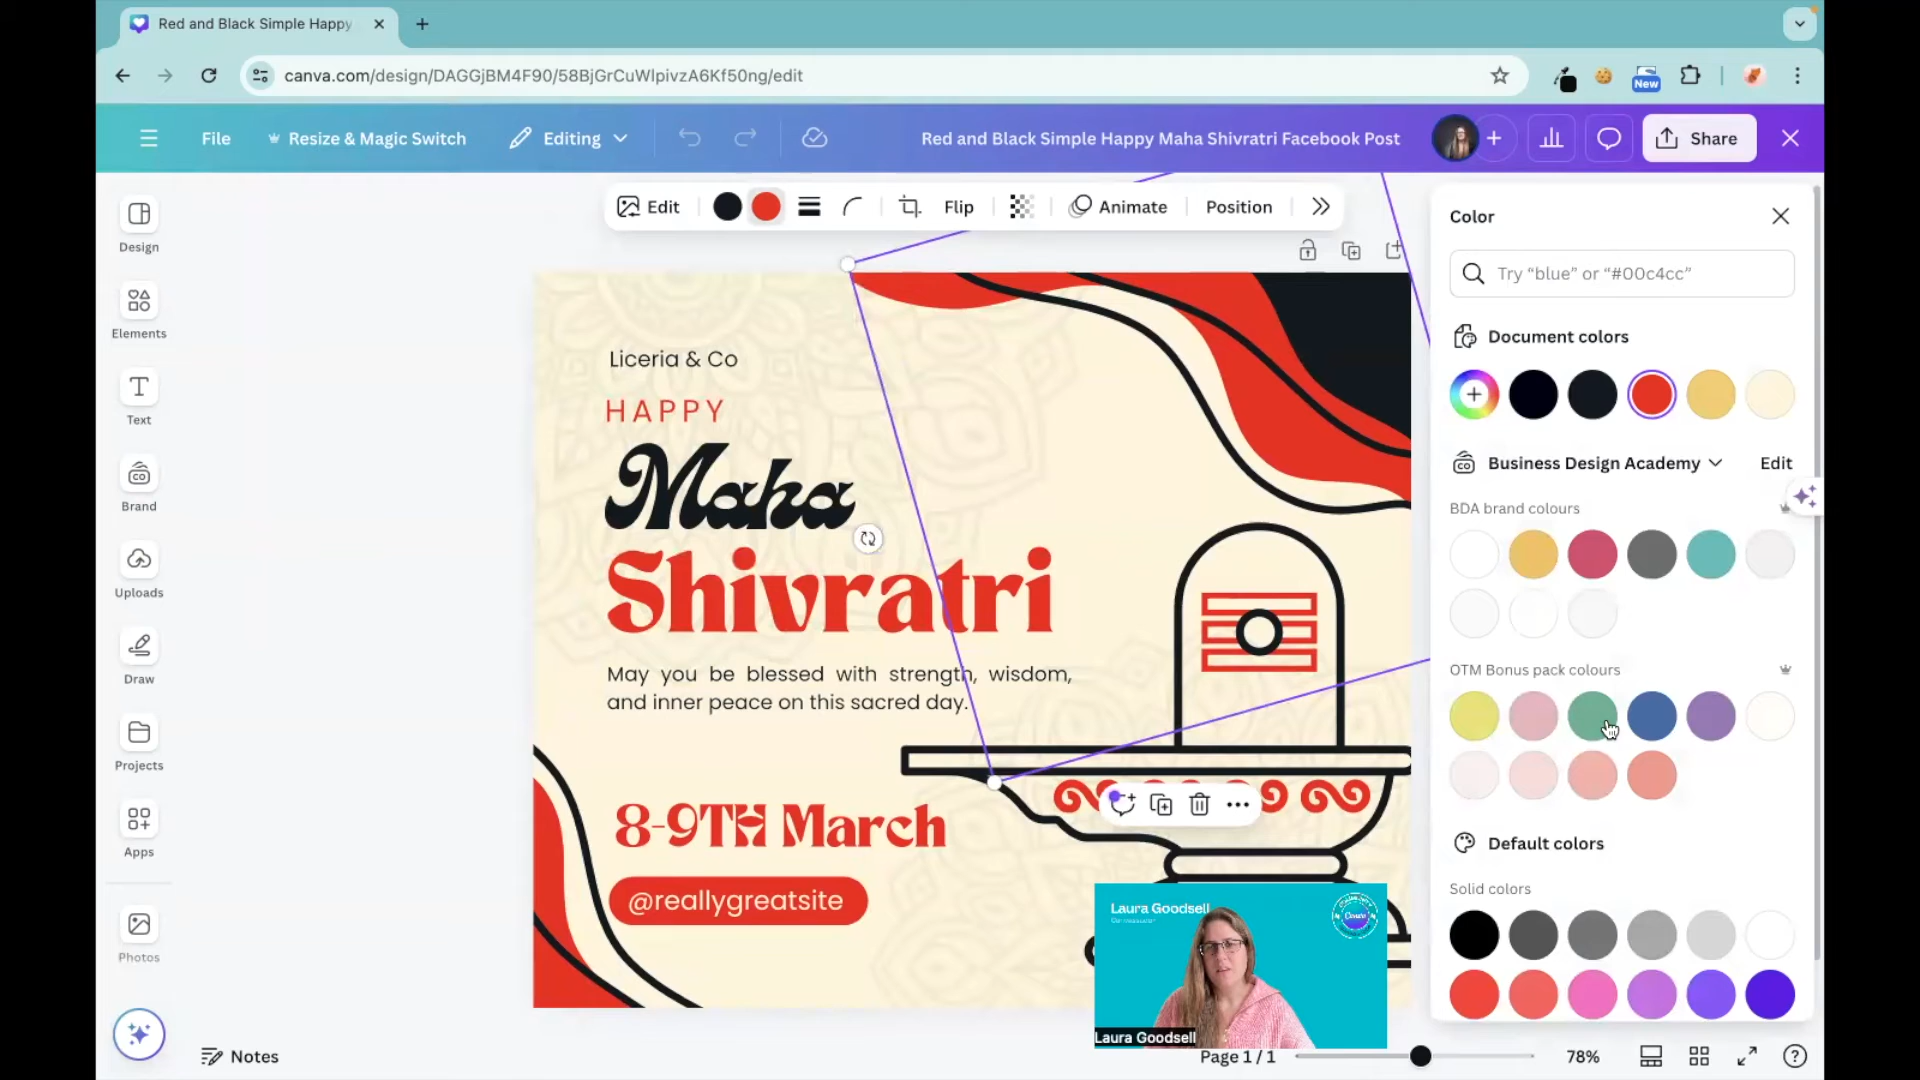 Red and Black Simple Happy
canva.com/design/DAGGjBM4F90/58BjGrCuWlpivzA6Kf50ng/edit
New
File
Resize & Magic Switch
Editing
Red and Black Simple Happy Maha Shivratri Facebook Post
Share
Design
Elements
Text
Brand
Uploads
Draw
Projects
Apps
Photos
Edit
Flip
Animate
Position
Liceria & Co
HAPPY
Maha
Shivratri
May you be blessed with strength, wisdom,
and inner peace on this sacred day.
8-9TH March
@reallygreatsite
Color
Try “blue” or “#00c4cc”
Document colors
Business Design Academy
Edit
BDA brand colours
OTM Bonus pack colours
Default colors
Solid colors
Laura Goodsell
Canva
Laura Goodsell
Notes
Page 1 / 1
78%